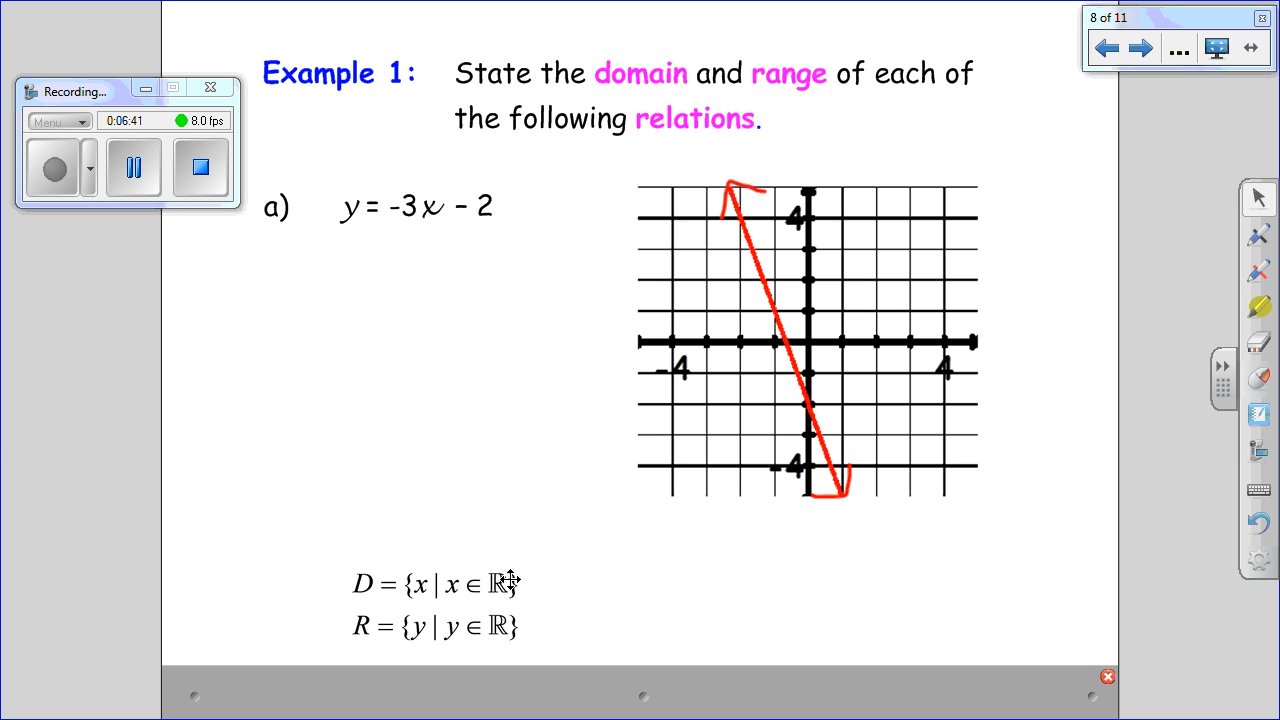 8 of 11
Example 1: State the domain and range of each of
the following relations.
Recording...
Menu
0:06:41
8.0 fps
a) y = -3x - 2
4
-4
4
-4
D = {x | x ∈ ℝ}
R = {y | y ∈ ℝ}